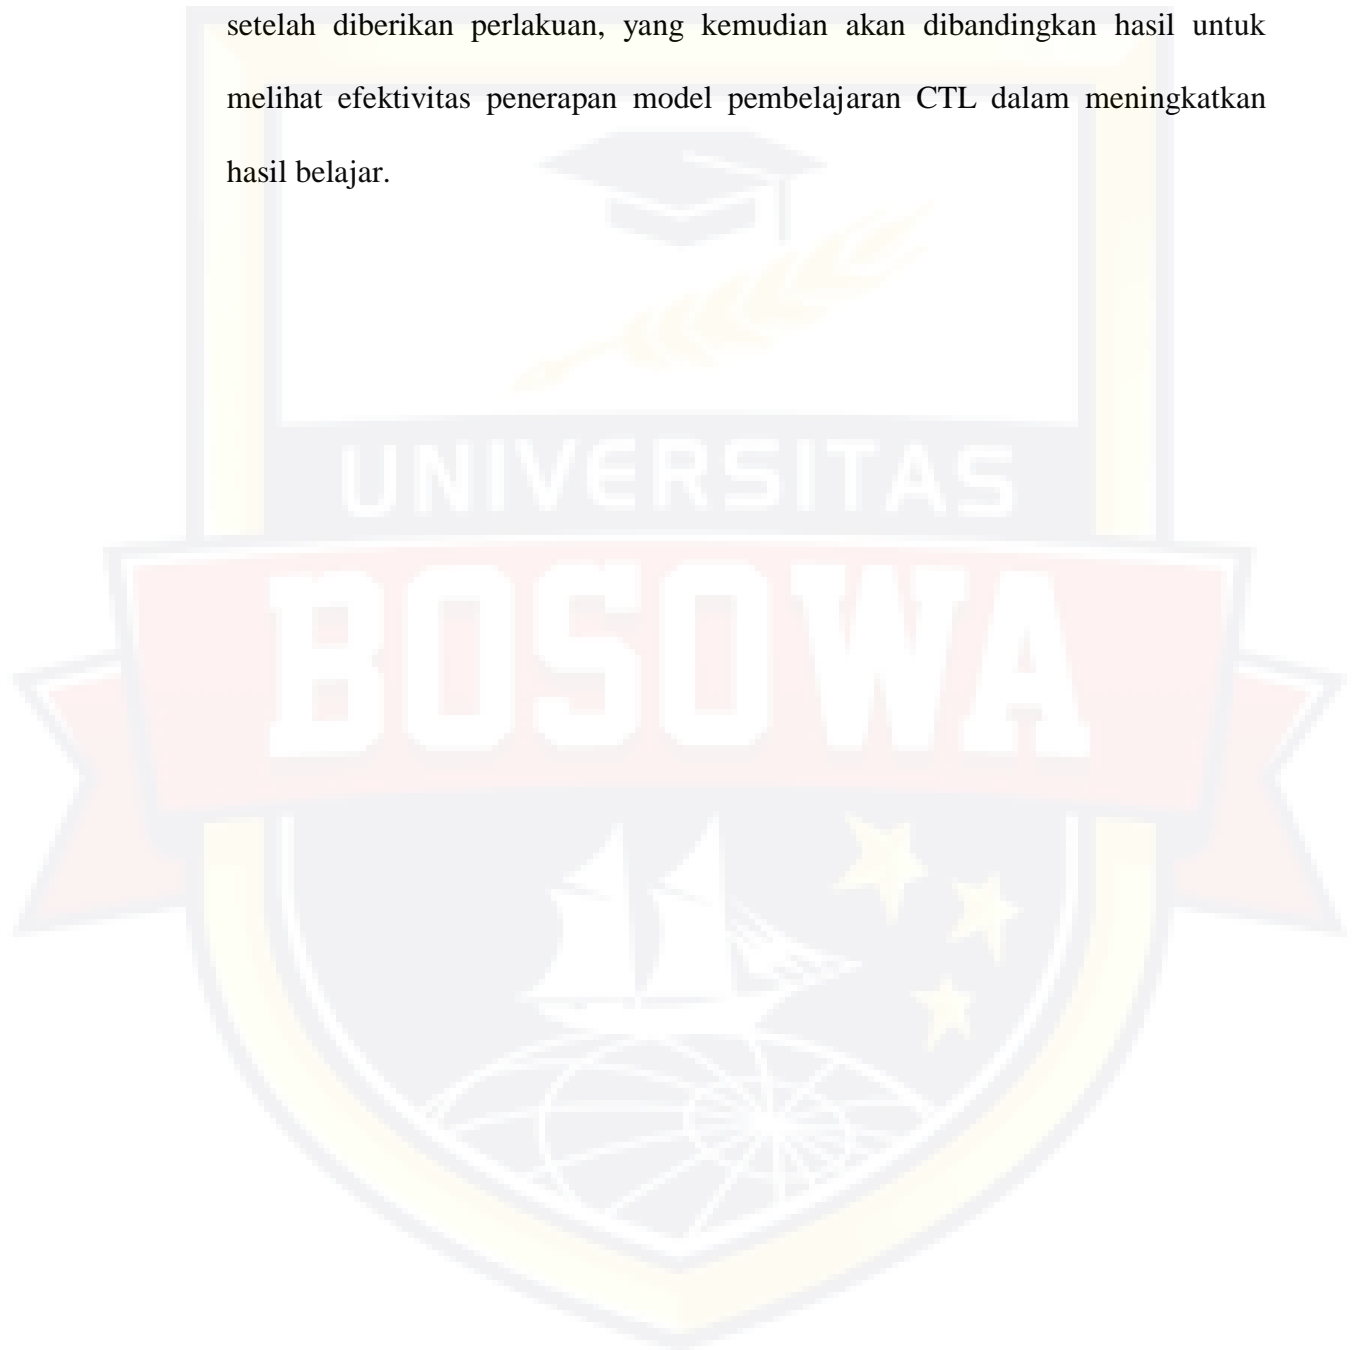 setelah diberikan perlakuan, yang kemudian akan dibandingkan hasil untuk
melihat efektivitas penerapan model pembelajaran CTL dalam meningkatkan
hasil belajar.
UNIVERSITAS
BOSOWA